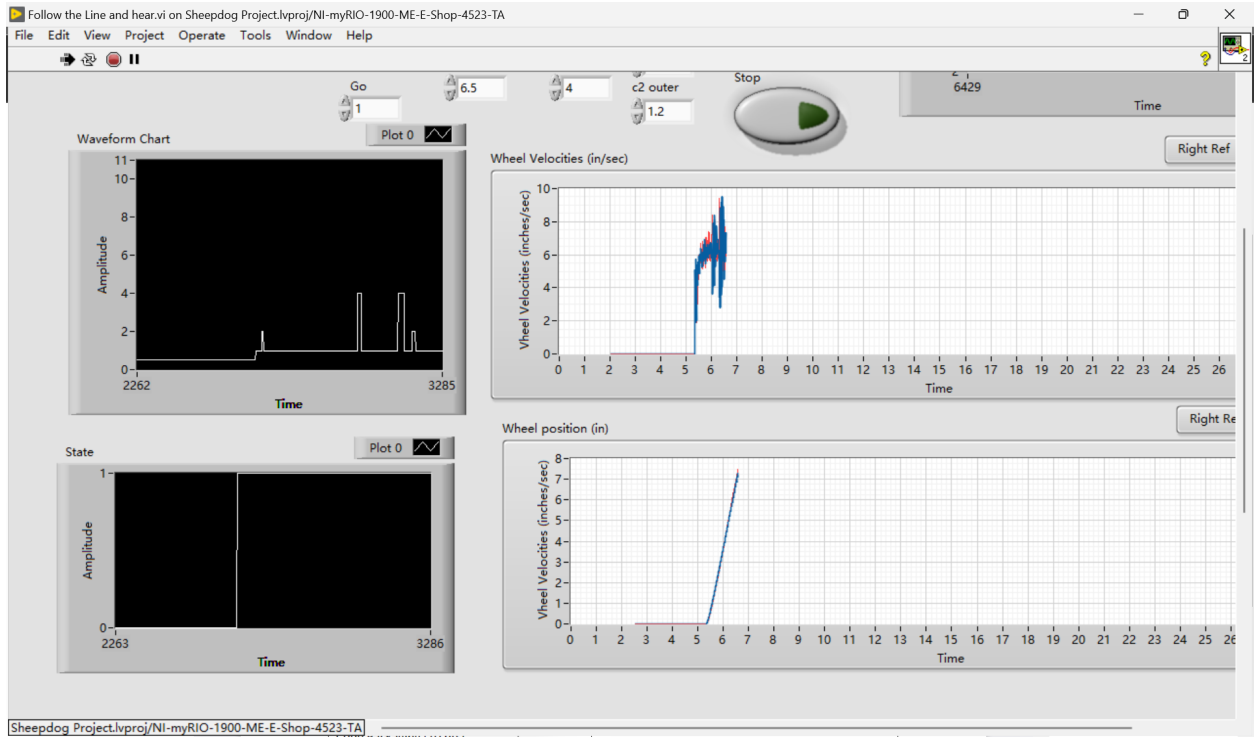 Follow the Line and hear.vi on Sheepdog Project.lvproj/NI-myRIO-1900-ME-E-Shop-4523-TA
File Edit View Project Operate Tools Window Help
2
Go
1
6.5
4
c2 outer
1.2
Stop
6429
Time
Waveform Chart
Plot 0
11
10
8
6
4
2
0
Amplitude
2262
3285
Time
Wheel Velocities (in/sec)
Right Ref
10
8
6
4
2
0
Vheel Velocities (inches/sec)
0 1 2 3 4 5 6 7 8 9 10 11 12 13 14 15 16 17 18 19 20 21 22 23 24 25 26
Time
State
Plot 0
1
0
Amplitude
2263
3286
Time
Wheel position (in)
Right Re
8
7
6
5
4
3
2
1
0
Vheel Velocities (inches/sec)
0 1 2 3 4 5 6 7 8 9 10 11 12 13 14 15 16 17 18 19 20 21 22 23 24 25 26
Time
Sheepdog Project.lvproj/NI-myRIO-1900-ME-E-Shop-4523-TA